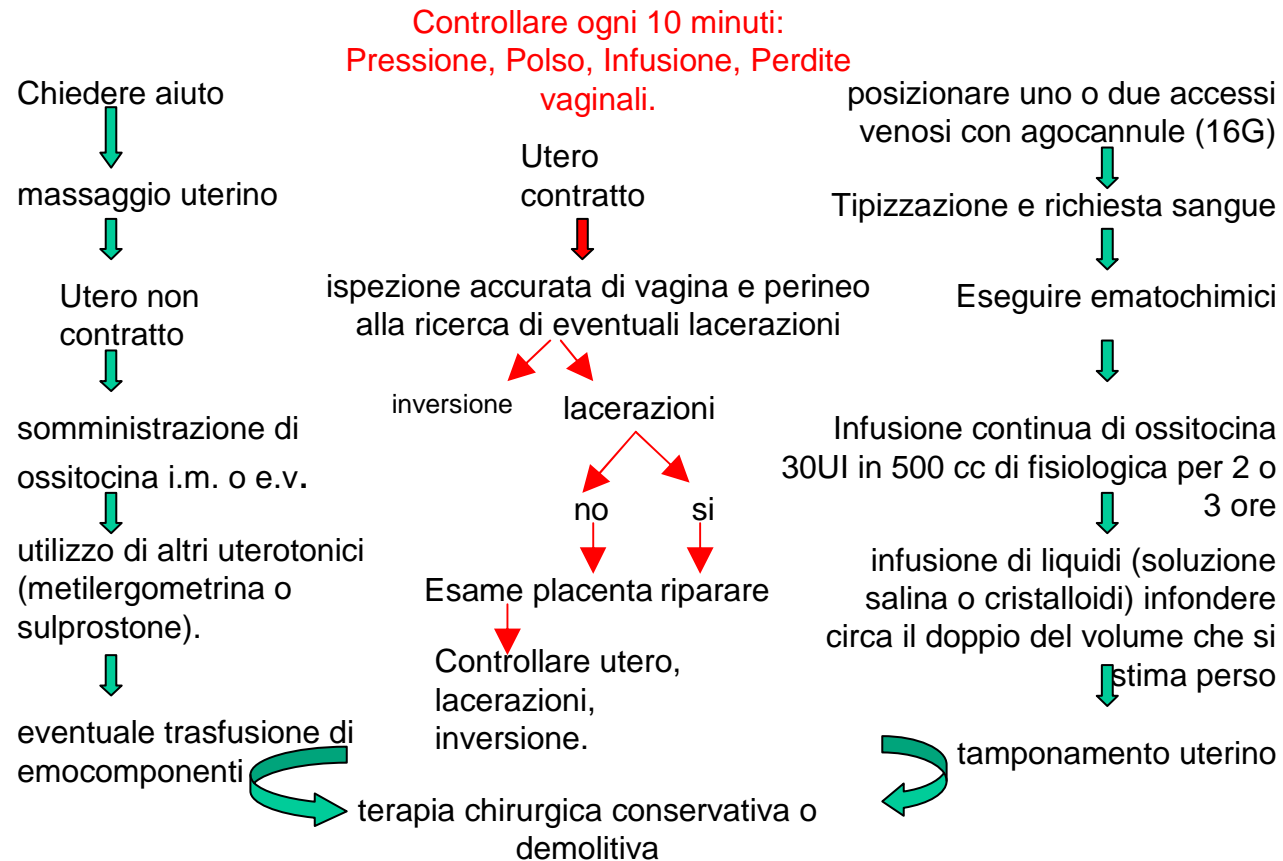 Controllare ogni 10 minuti:
Pressione, Polso, Infusione, Perdite
vaginali.
Chiedere aiuto
massaggio uterino
Utero non
contratto
somministrazione di
ossitocina i.m. o e.v.
utilizzo di altri uterotonici
(metilergometrina o
sulprostone).
eventuale trasfusione di
emocomponenti
Utero
contratto
ispezione accurata di vagina e perineo
alla ricerca di eventuali lacerazioni
inversione
lacerazioni
no
si
Esame placenta
riparare
Controllare utero,
lacerazioni,
inversione.
posizionare uno o due accessi
venosi con agocannule (16G)
Tipizzazione e richiesta sangue
Eseguire ematochimici
Infusione continua di ossitocina
30UI in 500 cc di fisiologica per 2 o
3 ore
infusione di liquidi (soluzione
salina o cristalloidi) infondere
circa il doppio del volume che si
stima perso
tamponamento uterino
terapia chirurgica conservativa o
demolitiva